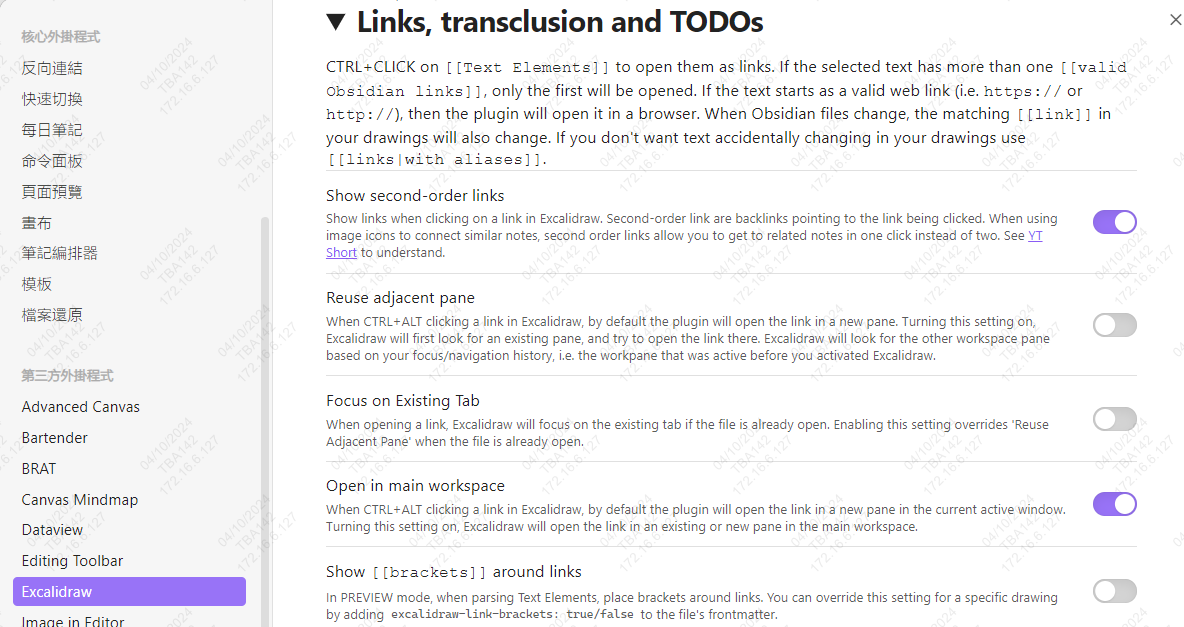 核心外掛程式
反向連結
快速切換
每日筆記
命令面板
頁面預覽
畫布
筆記編排器
模板
檔案還原
第三方外掛程式
Advanced Canvas
Bartender
BRAT
Canvas Mindmap
Dataview
Editing Toolbar
Excalidraw
Image in Editor
▼ Links, transclusion and TODOs
CTRL+CLICK on [[Text Elements]] to open them as links. If the selected text has more than one [[valid
Obsidian links]], only the first will be opened. If the text starts as a valid web link (i.e. https:// or
http://), then the plugin will open it in a browser. When Obsidian files change, the matching [[link]] in
your drawings will also change. If you don't want text accidentally changing in your drawings use
[[links|with aliases]].
Show second-order links
Show links when clicking on a link in Excalidraw. Second-order link are backlinks pointing to the link being clicked. When using
image icons to connect similar notes, second order links allow you to get to related notes in one click instead of two. See YT
Short to understand.
Reuse adjacent pane
When CTRL+ALT clicking a link in Excalidraw, by default the plugin will open the link in a new pane. Turning this setting on,
Excalidraw will first look for an existing pane, and try to open the link there. Excalidraw will look for the other workspace pane
based on your focus/navigation history, i.e. the workpane that was active before you activated Excalidraw.
Focus on Existing Tab
When opening a link, Excalidraw will focus on the existing tab if the file is already open. Enabling this setting overrides 'Reuse
Adjacent Pane' when the file is already open.
Open in main workspace
When CTRL+ALT clicking a link in Excalidraw, by default the plugin will open the link in a new pane in the current active window.
Turning this setting on, Excalidraw will open the link in an existing or new pane in the main workspace.
Show [[brackets]] around links
In PREVIEW mode, when parsing Text Elements, place brackets around links. You can override this setting for a specific drawing
by adding excalidraw-link-brackets: true/false to the file's frontmatter.
04/10/2024
TBA142
172.16.6.127